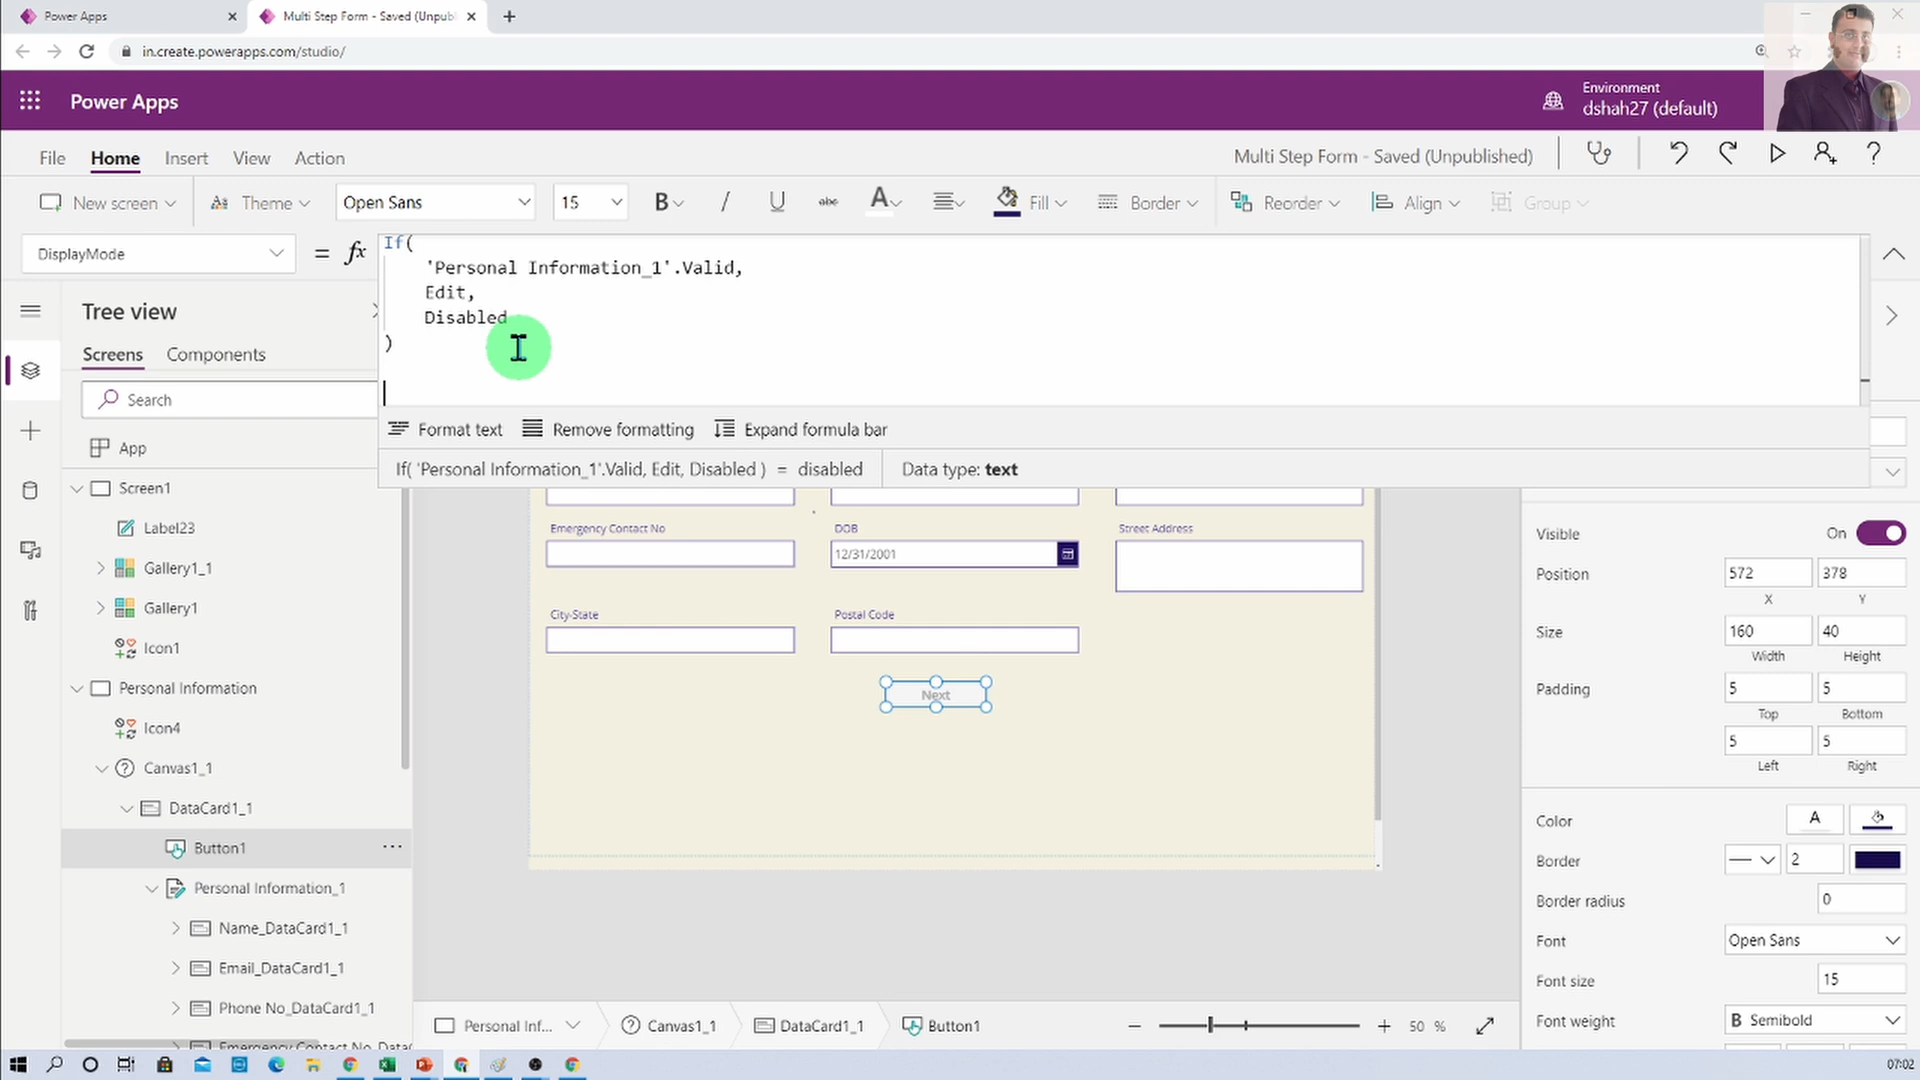 Power Apps
Multi Step Form - Saved (Unpubl
in.create.powerapps.com/studio/
Power Apps
Environment
dshah27 (default)
File
Home
Insert
View
Action
Multi Step Form - Saved (Unpublished)
New screen
Theme
Open Sans
15
B
/
U
abc
A
Fill
Border
Reorder
Align
Group
DisplayMode
=
fx
If(
'Personal Information_1'.Valid,
Edit,
Disabled
)
Format text
Remove formatting
Expand formula bar
If( 'Personal Information_1'.Valid, Edit, Disabled ) = disabled
Data type: text
Tree view
Screens
Components
Search
App
Screen1
Label23
Gallery1_1
Gallery1
Icon1
Personal Information
Icon4
Canvas1_1
DataCard1_1
Button1
Personal Information_1
Name_DataCard1_1
Email_DataCard1_1
Phone No_DataCard1_1
Emergency Contact No_Data
Emergency Contact No
DOB
Street Address
12/31/2001
City-State
Postal Code
Next
Visible
On
Position
572
378
X
Y
Size
160
40
Width
Height
Padding
5
5
Top
Bottom
5
5
Left
Right
Color
A
Border
2
Border radius
0
Font
Open Sans
Font size
15
Font weight
B Semibold
Personal Inf...
Canvas1_1
DataCard1_1
Button1
50 %
07:02